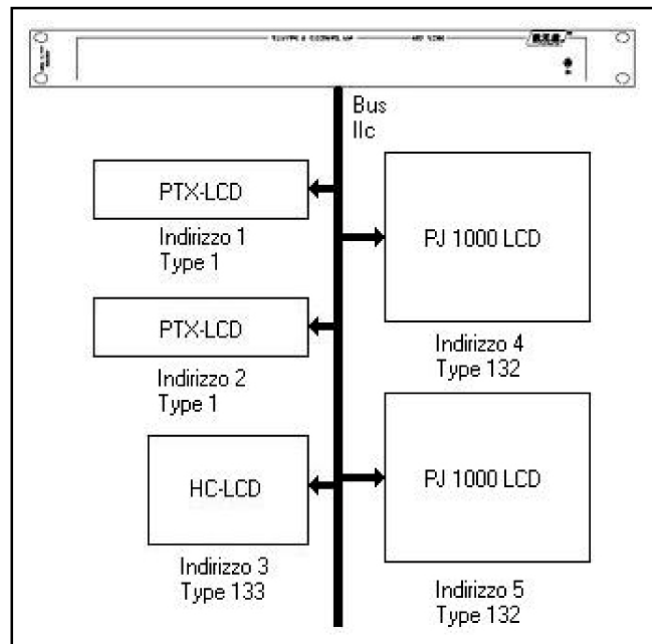 Bus
IIc
PTX-LCD
Indirizzo 1
Type 1
PJ 1000 LCD
Indirizzo 4
Type 132
PTX-LCD
Indirizzo 2
Type 1
HC-LCD
Indirizzo 3
Type 133
PJ 1000 LCD
Indirizzo 5
Type 132